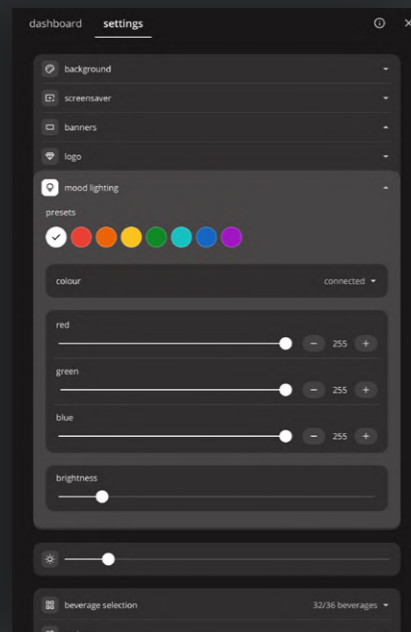 dashboard settings
background
screensaver
banners
logo
mood lighting
presets
colour connected
red
− 255 +
green
− 255 +
blue
− 255 +
brightness
beverage selection 32/36 beverages